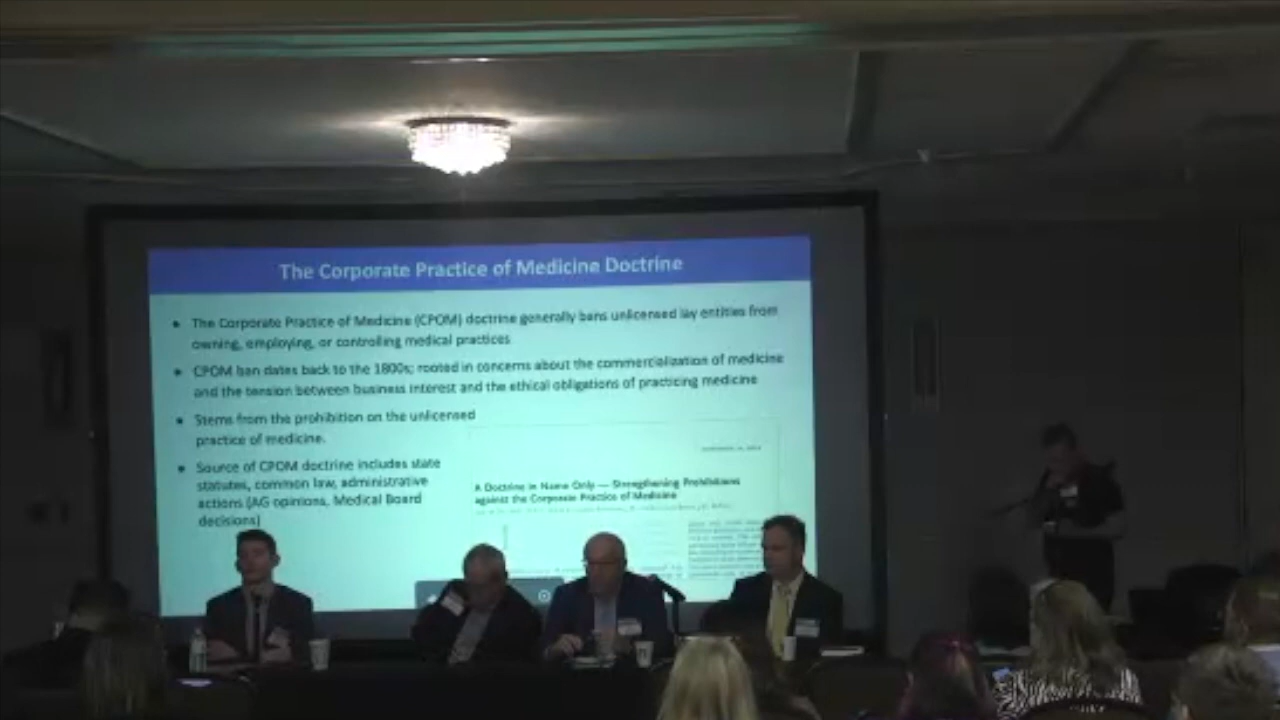 The Corporate Practice of Medicine Doctrine
The Corporate Practice of Medicine (CPOM) doctrine generally bans unlicensed lay entities from
owning, employing, or controlling medical practices
CPOM ban dates back to the 1800s; rooted in concerns about the commercialization of medicine
and the tension between business interest and the ethical obligations of practicing medicine
Stems from the prohibition on the unlicensed
practice of medicine.
Source of CPOM doctrine includes state
statutes, common law, administrative
actions (AG opinions, Medical Board
decisions)
A Doctrine in Name Only — Strengthening Prohibitions
against the Corporate Practice of Medicine